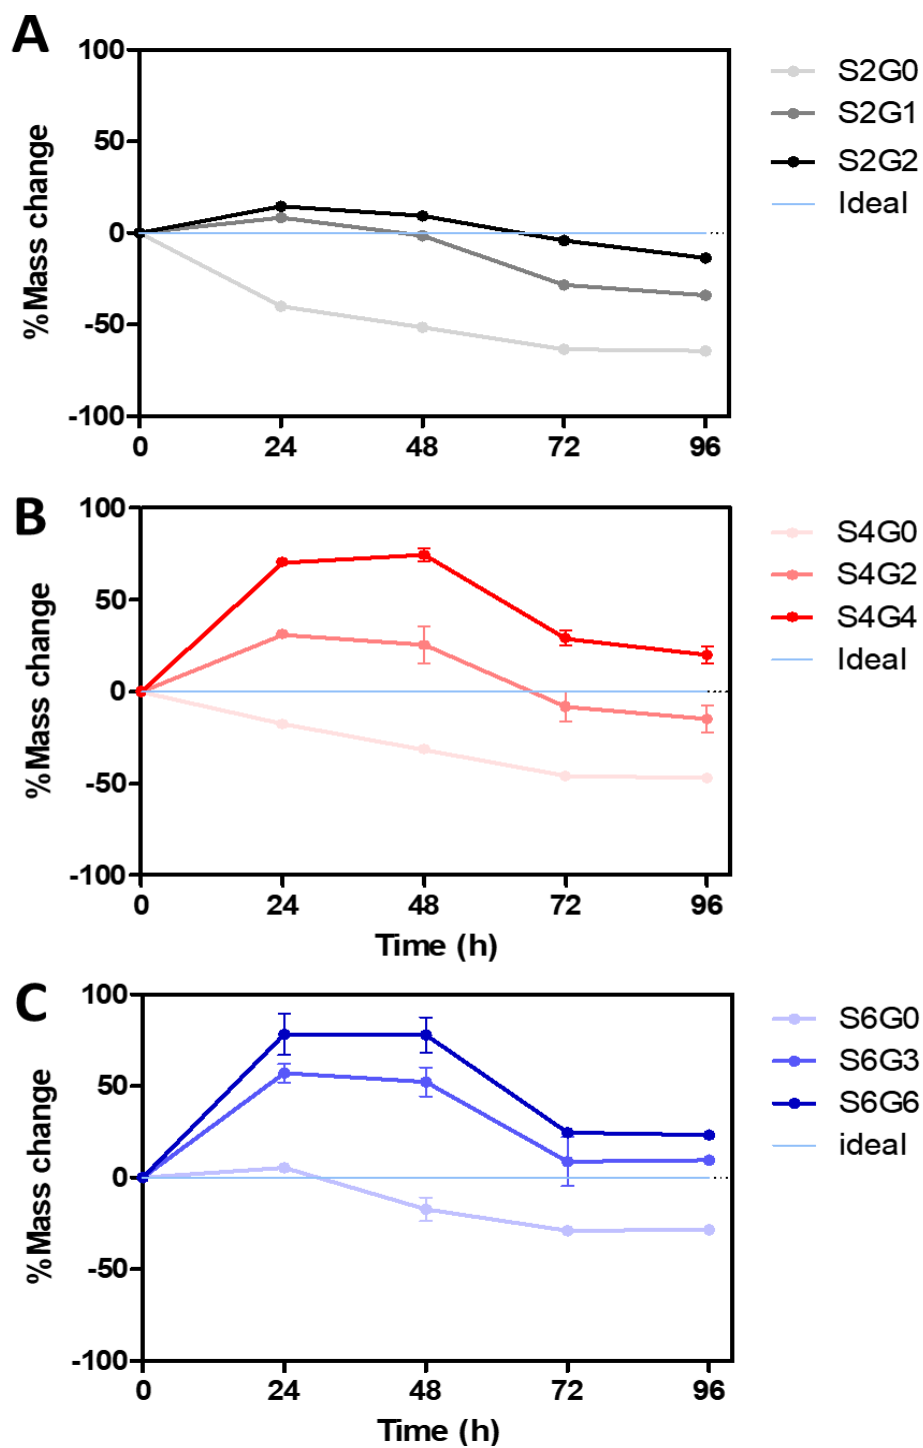 A
100
50
0
-50
-100
%Mass change
0 24 48 72 96
S2G0
S2G1
S2G2
Ideal
B
100
50
0
-50
-100
%Mass change
0 24 48 72 96
Time (h)
S4G0
S4G2
S4G4
Ideal
C
100
50
0
-50
-100
%Mass change
0 24 48 72 96
Time (h)
S6G0
S6G3
S6G6
ideal